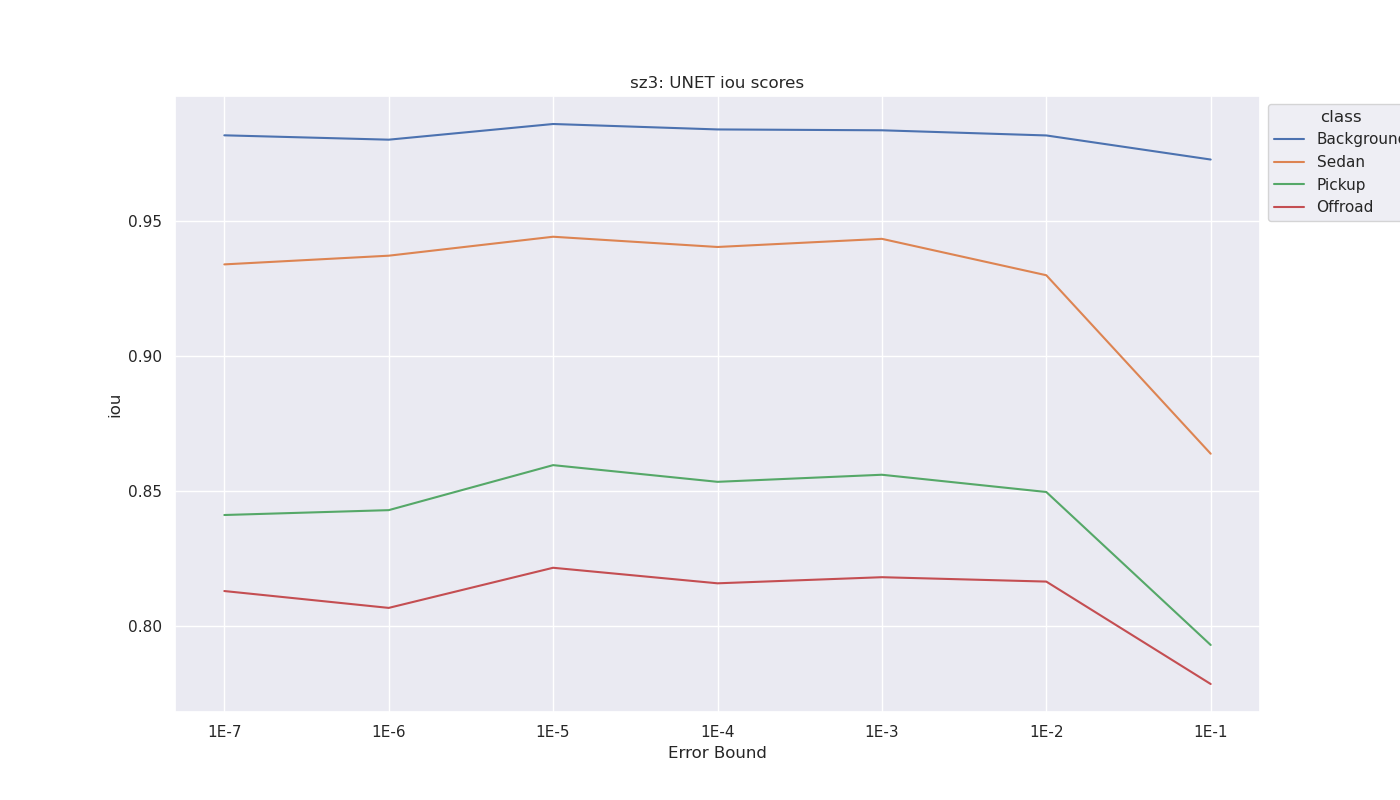 sz3: UNET iou scores
class
Backgroun
Sedan
Pickup
Offroad
0.95
0.90
0.85
0.80
iou
1E-7 1E-6 1E-5 1E-4 1E-3 1E-2 1E-1
Error Bound